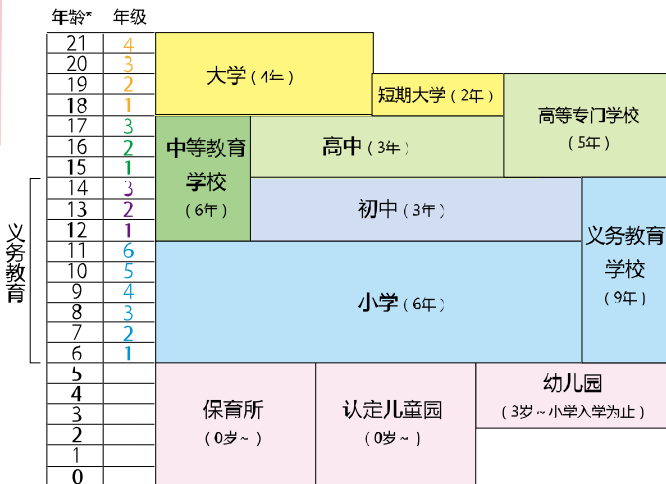 年龄* 年级
21 4
20 3
19 2
18 1
17 3
16 2
15 1
14 3
13 2
12 1
11 6
10 5
9 4
8 3
7 2
6 1
5
4
3
2
1
0
义务教育
大学（4年）
短期大学（2年）
高等专门学校
（5年）
中等教育
学校
（6年）
高中（3年）
初中（3年）
义务教育
学校
（9年）
小学（6年）
保育所
（0岁～）
认定儿童园
（0岁～）
幼儿园
（3岁～小学入学为止）